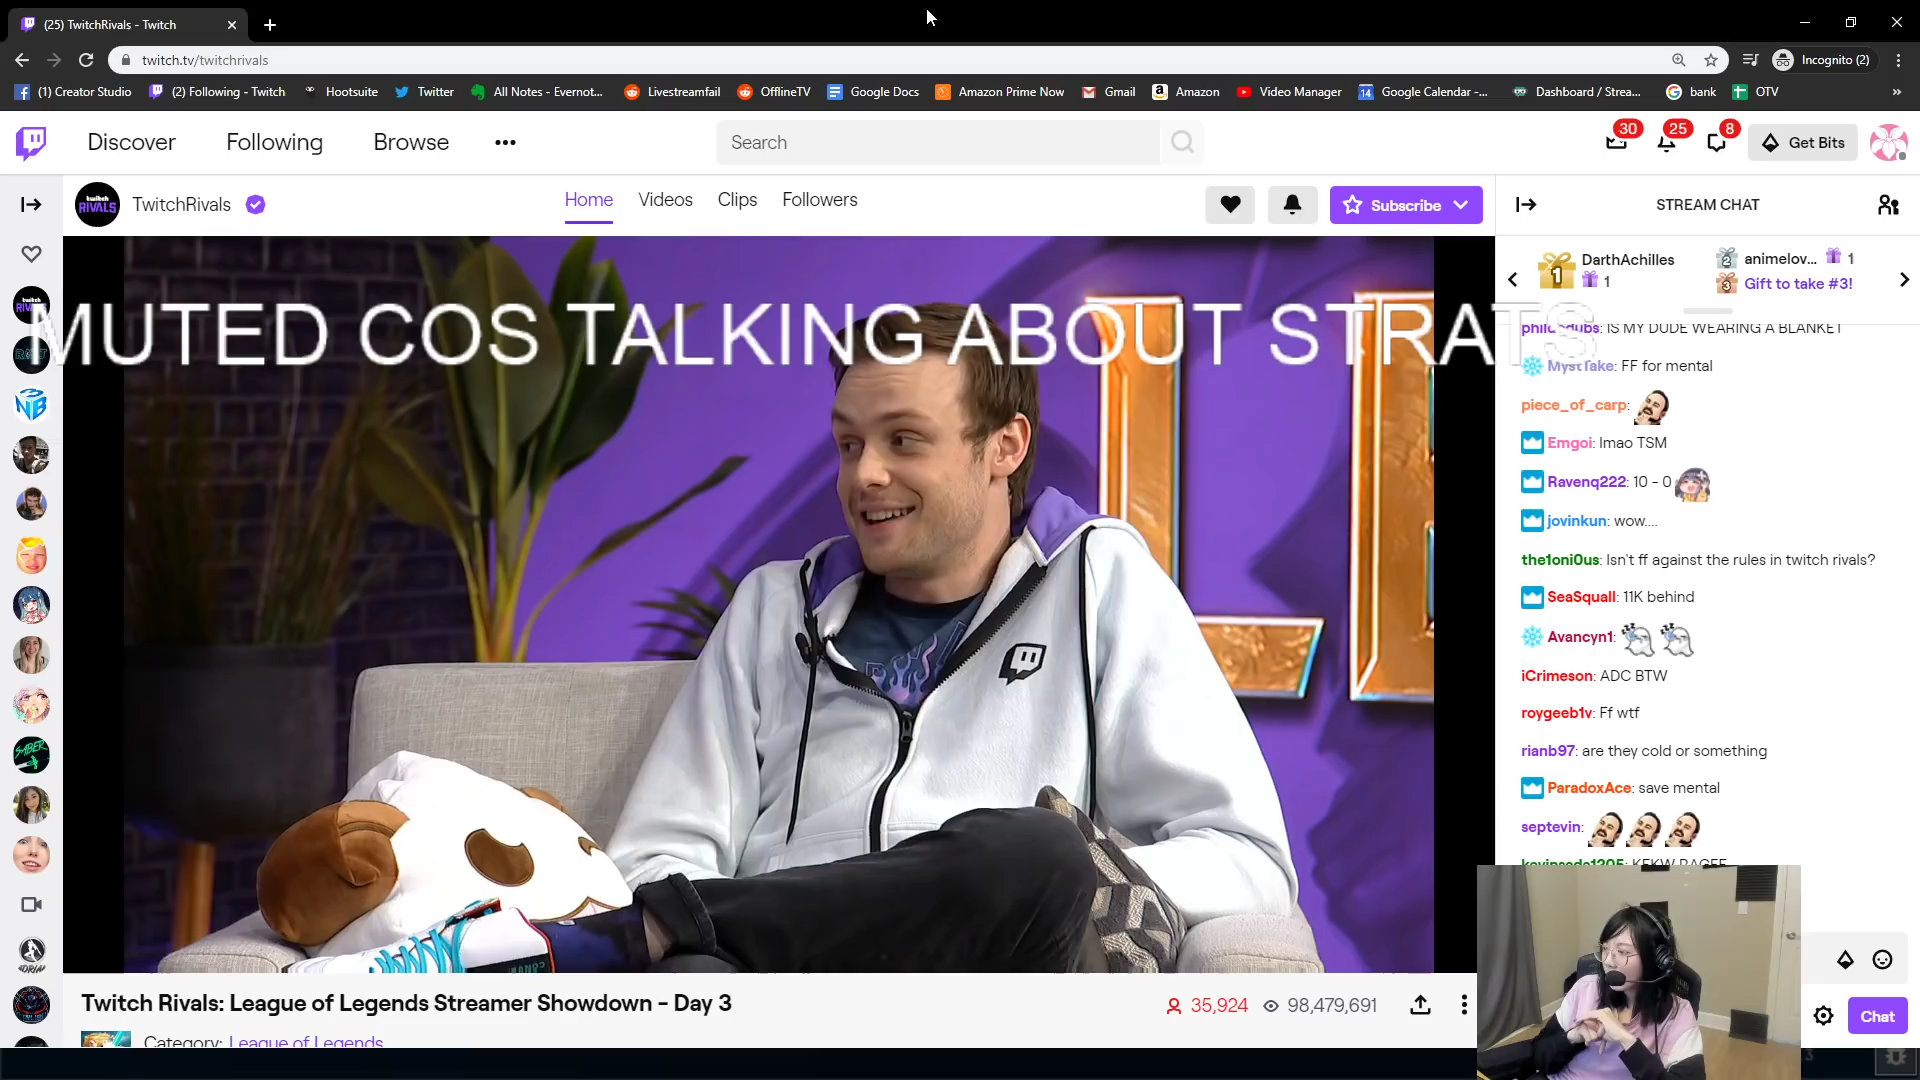 (25) TwitchRivals - Twitch
twitch.tv/twitchrivals
Incognito (2)
(1) Creator Studio
(2) Following - Twitch
Hootsuite
Twitter
All Notes - Evernot...
Livestreamfail
OfflineTV
Google Docs
Amazon Prime Now
Gmail
Amazon
Video Manager
Google Calendar -...
Dashboard / Strea...
bank
OTV
Discover
Following
Browse
Search
30
25
8
Get Bits
TwitchRivals
Home
Videos
Clips
Followers
Subscribe
STREAM CHAT
1 DarthAchilles 1
2 animelov... 1
3 Gift to take #3!
MUTED COS TALKING ABOUT STRATS
IS MY DUDE WEARING A BLANKET
MystTake: FF for mental
piece_of_carp:
Emgoi: lmao TSM
Ravenq222: 10 - 0
jovinkun: wow....
the1oni0us: Isn't ff against the rules in twitch rivals?
SeaSquall: 11K behind
Avancyn1:
iCrimeson: ADC BTW
roygeeb1v: Ff wtf
rianb97: are they cold or something
ParadoxAce: save mental
septevin:
Twitch Rivals: League of Legends Streamer Showdown - Day 3
35,924
98,479,691
Category: League of Legends
Chat